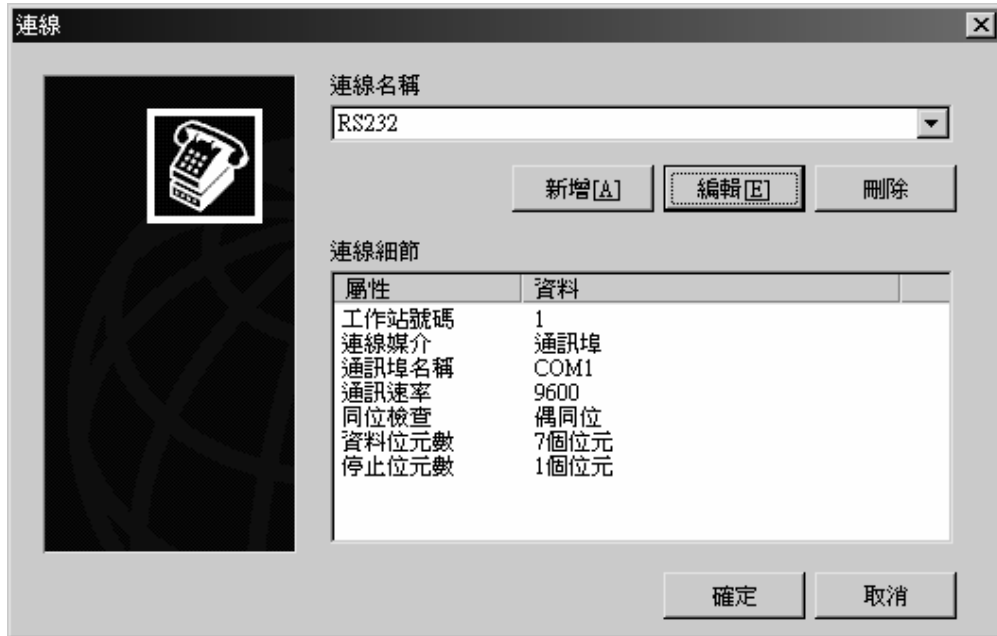 連線
連線名稱
RS232
新增[A] 編輯[E] 刪除
連線細節
屬性 資料
工作站號碼 1
連線媒介 通訊埠
通訊埠名稱 COM1
通訊速率 9600
同位檢查 偶同位
資料位元數 7個位元
停止位元數 1個位元
確定 取消